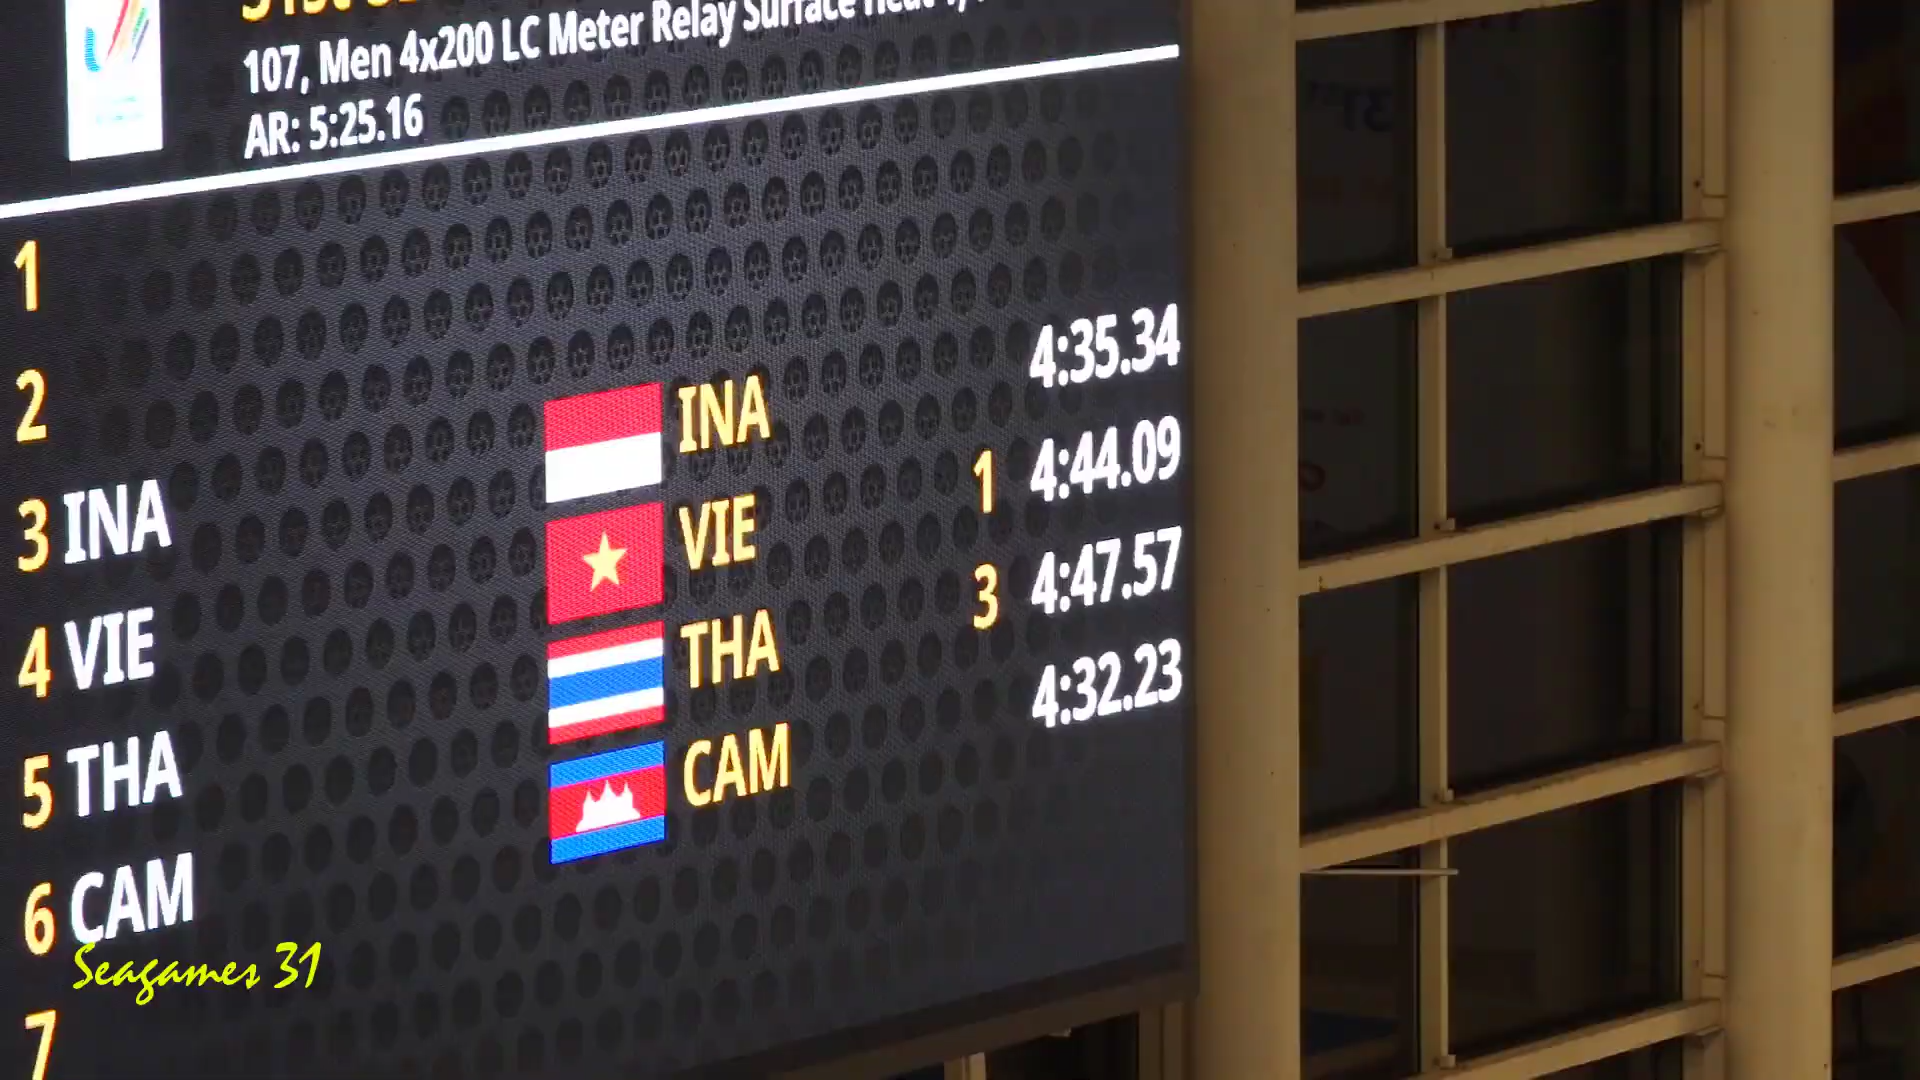 107, Men 4x200 LC Meter Relay Surface Heat
AR: 5:25.16
1
2
3 INA INA 4:35.34
4 VIE VIE 1 4:44.09
5 THA THA 3 4:47.57
6 CAM CAM 4:32.23
7
Seagames 31